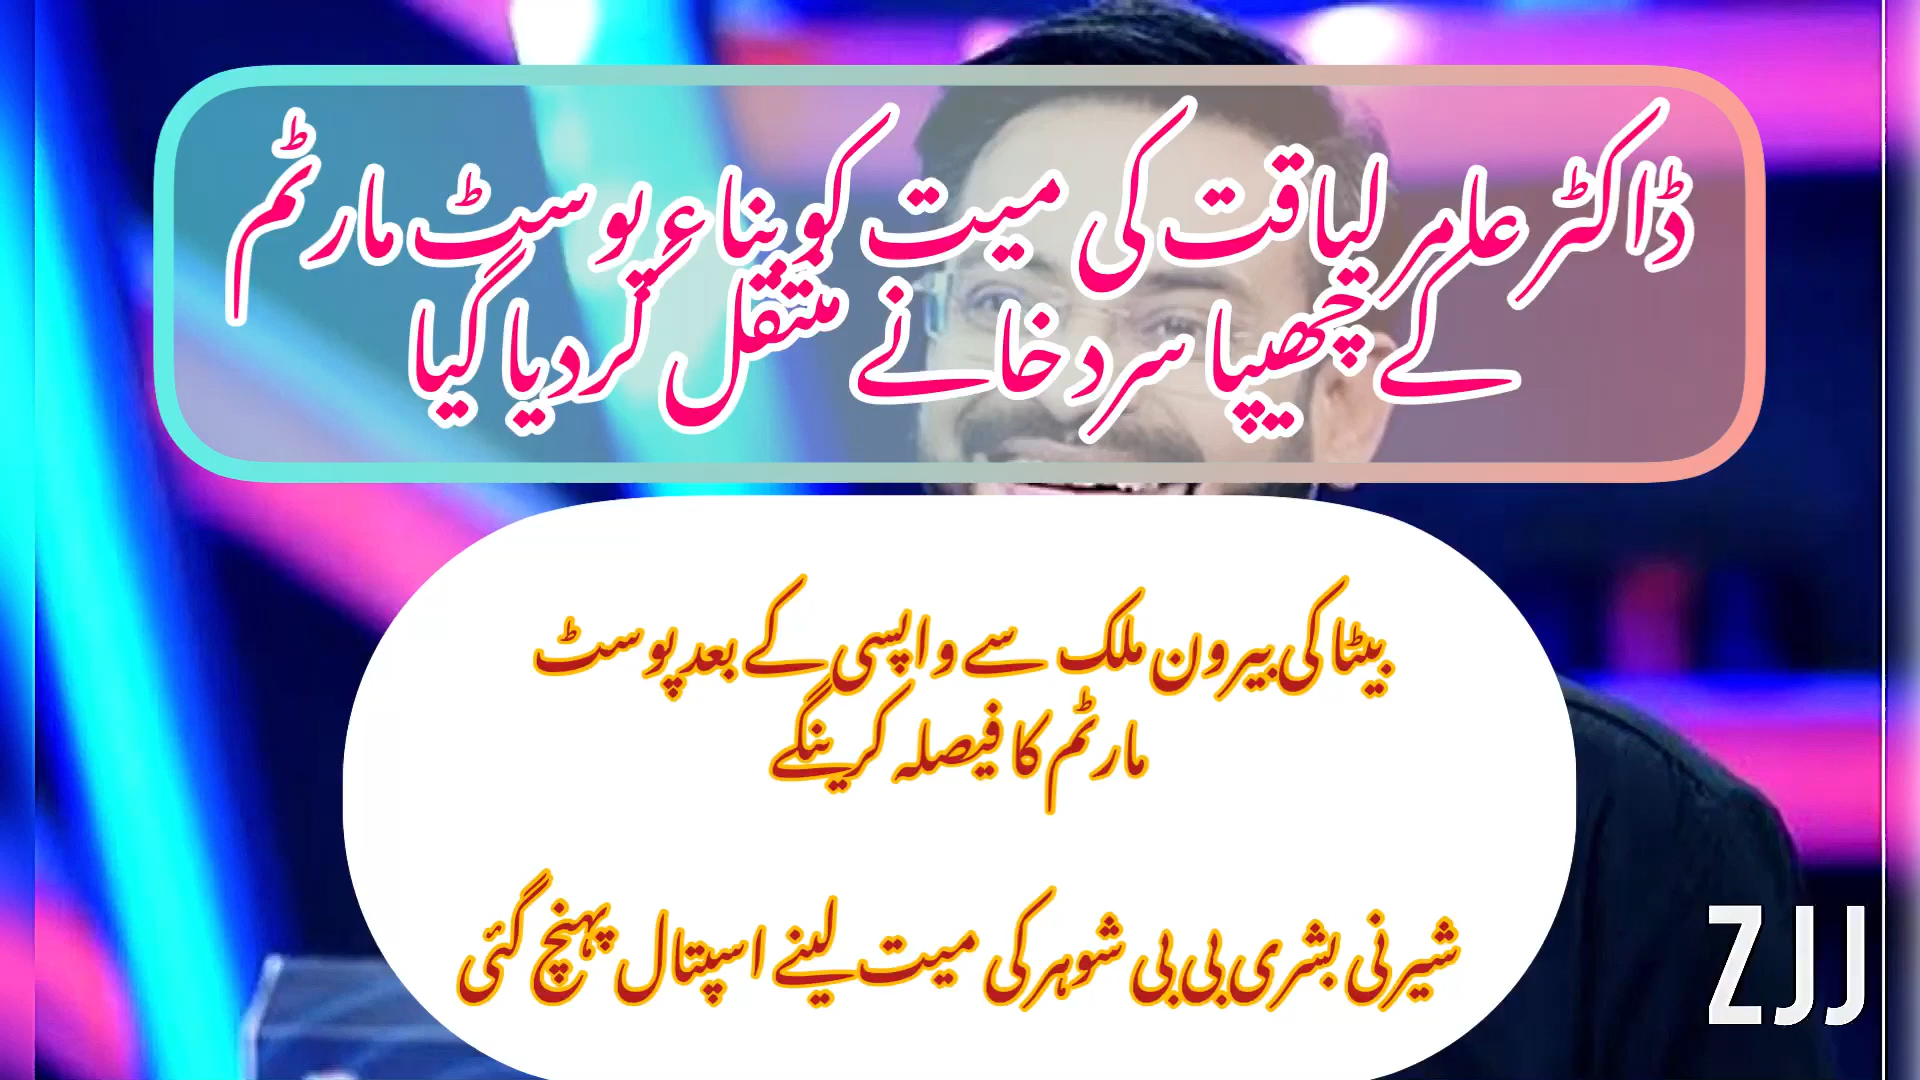 ڈاکٹر عامر لیاقت کی میت کو بناء پوسٹ مارٹم
کے چھیپا سرد خانے منتقل کردیا گیا
بیٹا کی بیرون ملک سے واپسی کے بعد پوسٹ
مارٹم کا فیصلہ کرینگے
شیرنی بشری بی بی شوہر کی میت لینے اسپتال پہنچ گئی
ZJJ